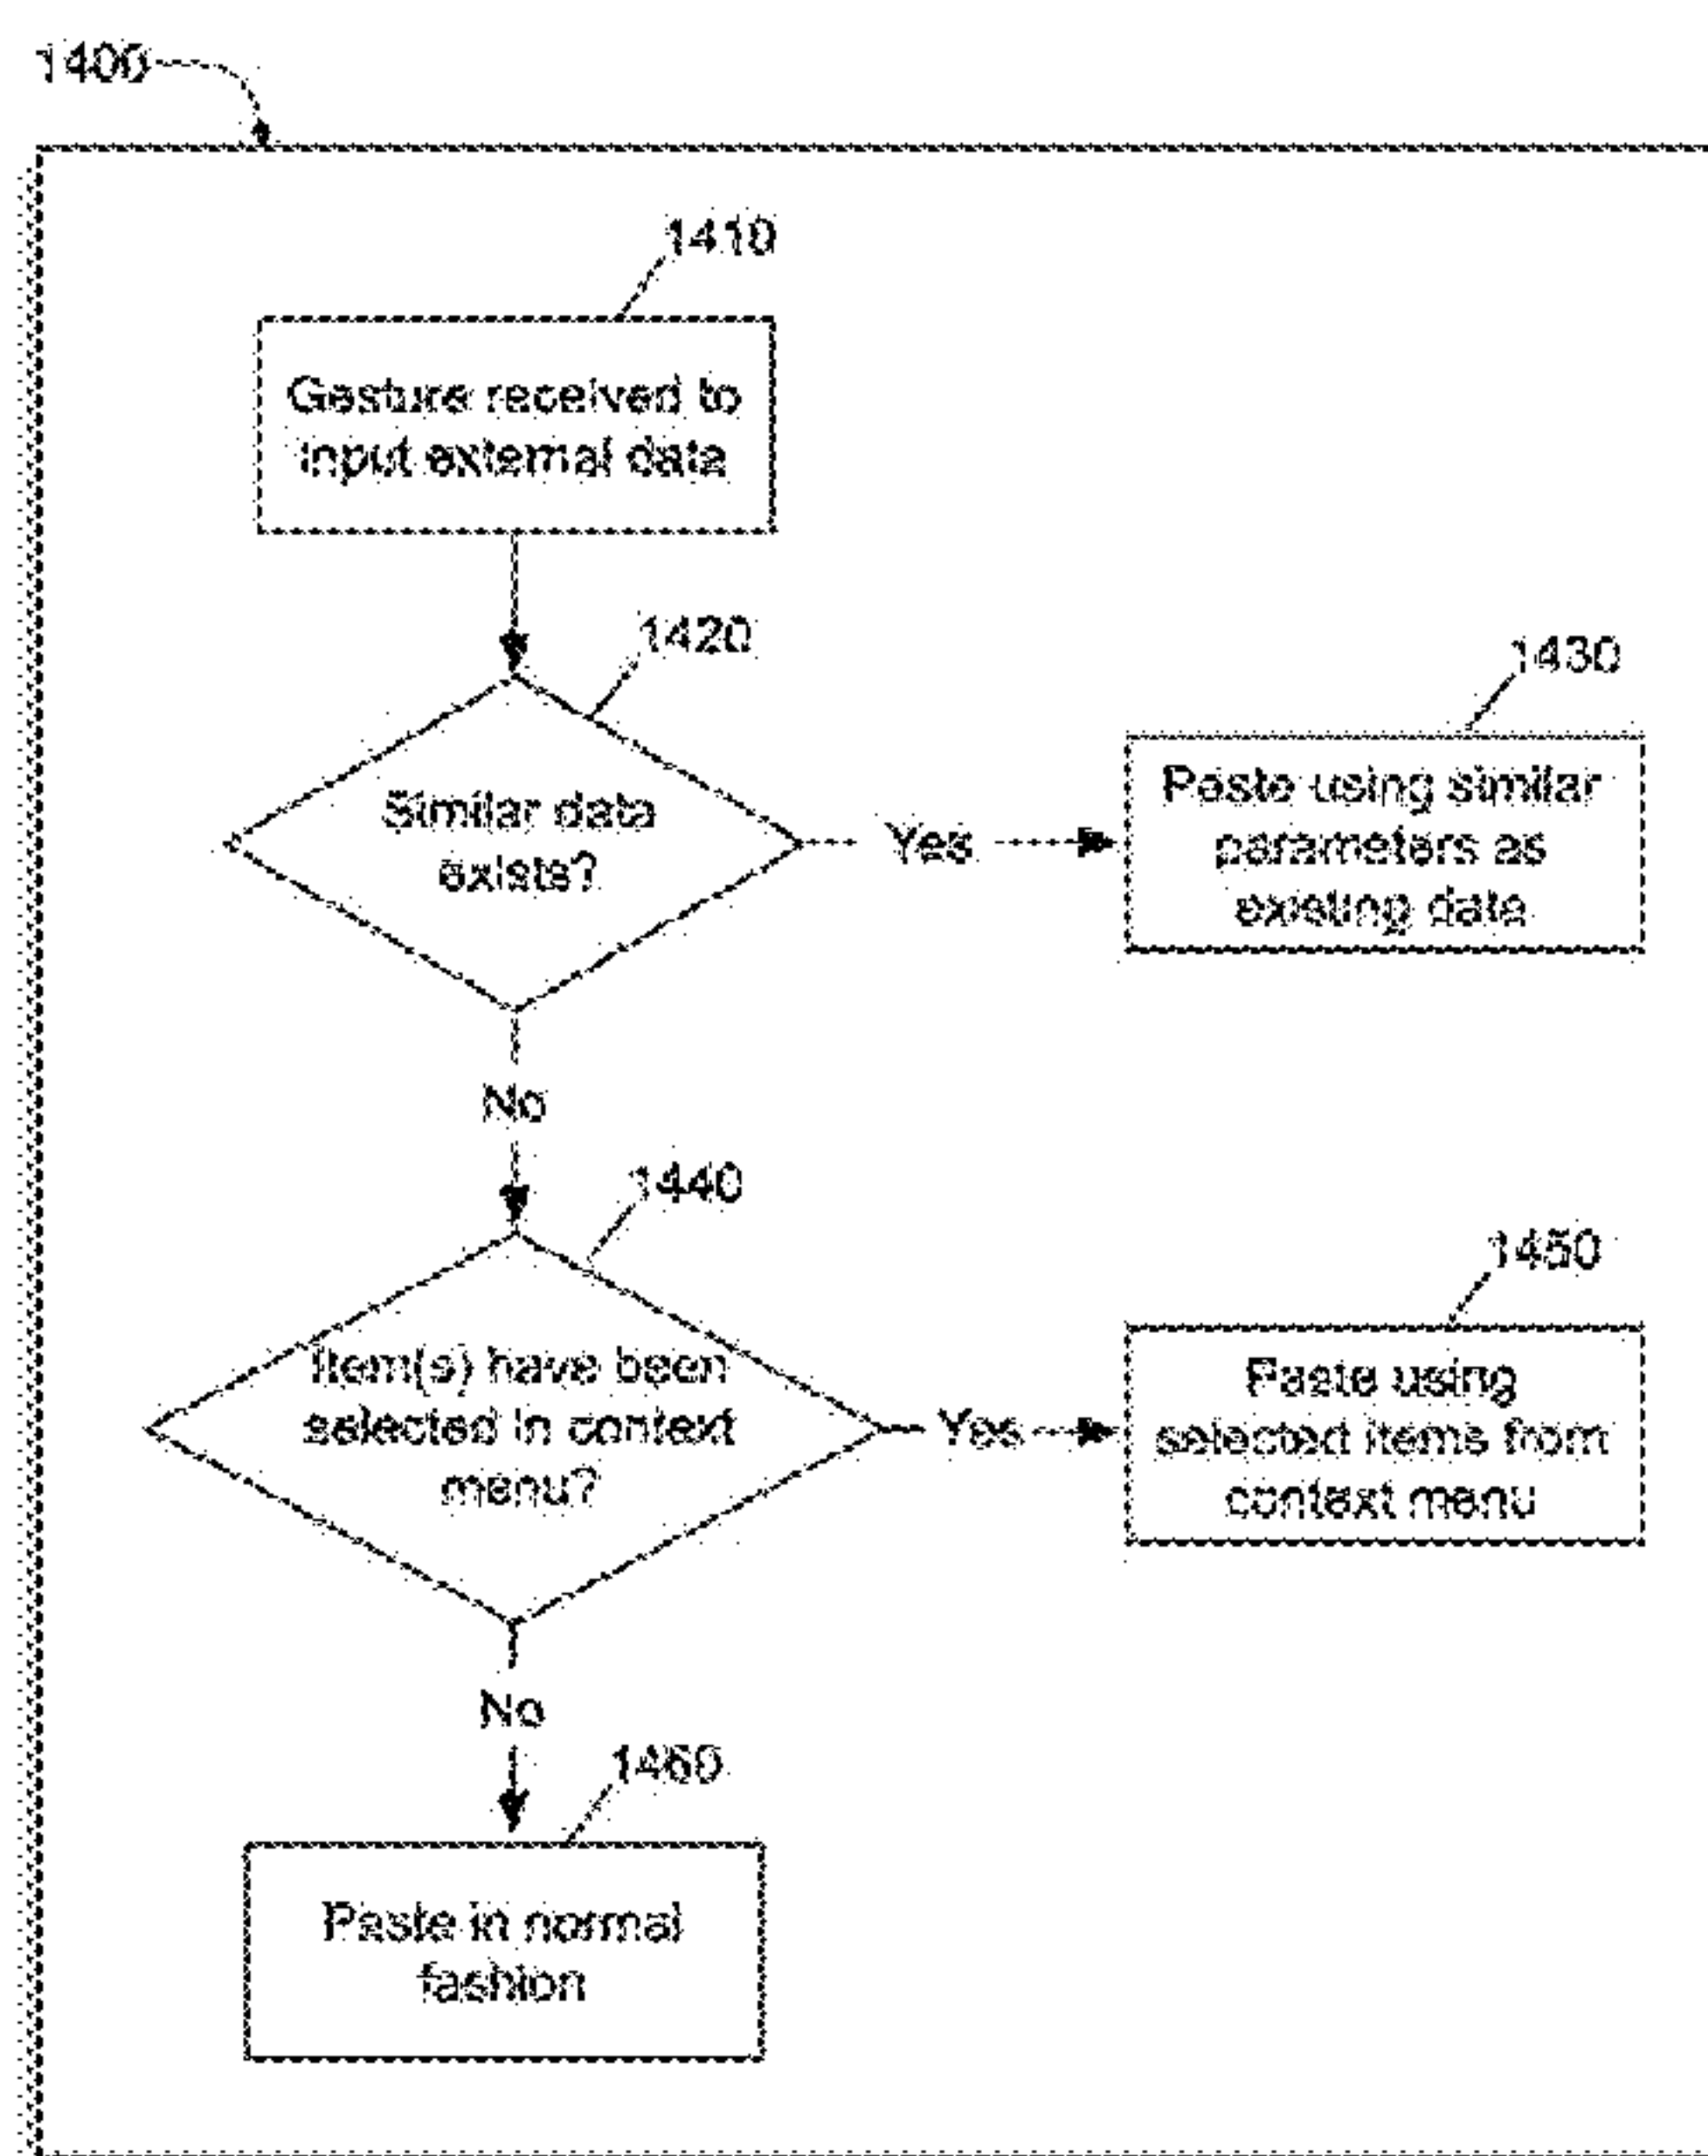 1400
1410
Gesture received to
input external data
1420
Similar data
exists?
Yes
1430
Paste using similar
parameters as
existing data
No
1440
Item(s) have been
selected in context
menu?
Yes
1450
Paste using
selected items from
context menu
No
1460
Paste in normal
fashion